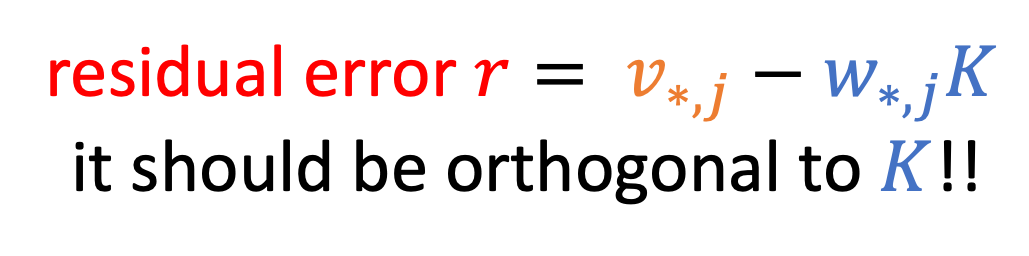 residual error r = v*,j − w*,jK
it should be orthogonal to K!!